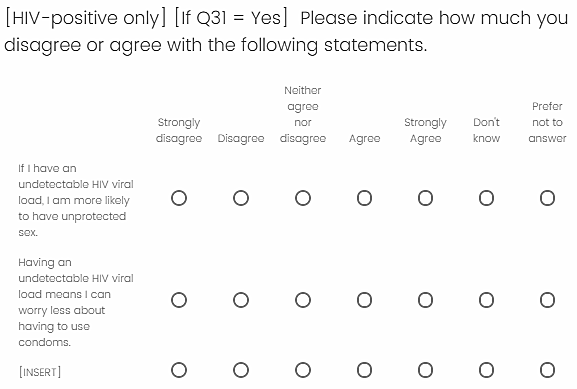 [HIV-positive only] [If Q31 = Yes]  Please indicate how much you
disagree or agree with the following statements.
Neither
agree
Prefer
Strongly
nor
Strongly
Don't
not to
disagree
Disagree
disagree
Agree
Agree
know
answer
If I have an
undetectable HIV viral
load, I am more likely
to have unprotected
sex.
Having an
undetectable HIV viral
load means I can
worry less about
having to use
condoms.
[INSERT]